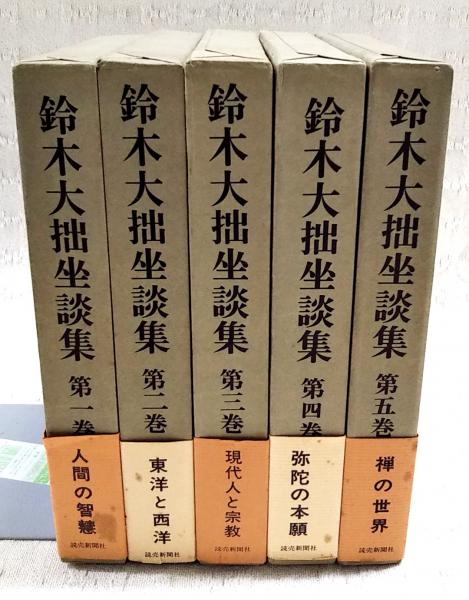 鈴木大拙坐談集 第一巻
人間の智慧
読売新聞社
鈴木大拙坐談集 第二巻
東洋と西洋
読売新聞社
鈴木大拙坐談集 第三巻
現代人と宗教
読売新聞社
鈴木大拙坐談集 第四巻
弥陀の本願
読売新聞社
鈴木大拙坐談集 第五巻
禅の世界
読売新聞社